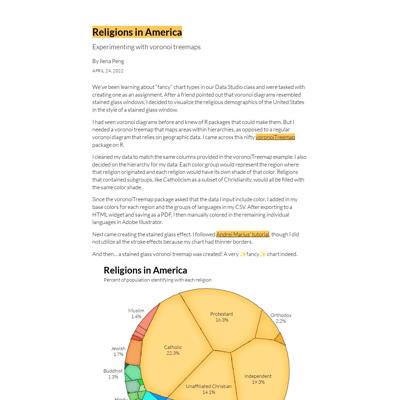 Religions in America
Experimenting with voronoi treemaps
By Ilena Peng
APRIL 24, 2022
We've been learning about "fancy" chart types in our Data Studio class and were tasked with
creating one as an assignment. After a friend pointed out that voronoi diagrams resembled
stained glass windows, I decided to visualize the religious demographics of the United States
in the style of a stained glass window.
I had seen voronoi diagrams before and knew of R packages that could make them. But I
needed a voronoi treemap that maps areas within hierarchies, as opposed to a regular
voronoi diagram that relies on geographic data. I came across this nifty voronoiTreemap
package on R.
I cleaned my data to match the same columns provided in the voronoiTreemap example. I also
decided on the hierarchy for my data: Each color group would represent the region where
that religion originated and each religion would have its own shade of that color. Religions
that contained subgroups, like Catholicism as a subset of Christianity, would all be filled with
the same color shade.
Since the voronoiTreemap package asked that the data I input include color, I added in my
base colors for each region and the groups of languages in my CSV. After exporting to a
HTML widget and saving as a PDF, I then manually colored in the remaining individual
languages in Adobe Illustrator.
Next came creating the stained glass effect. I followed Andrei Marius' tutorial, though I did
not utilize all the stroke effects because my chart had thinner borders.
And then... a stained glass voronoi treemap was created! A very ✨fancy✨ chart indeed.
Religions in America
Percent of population identifying with each religion
Muslim
1.4%
Protestant
Orthodox
2.2%
Jewish
1.7%
Catholic
22.3%
Buddhist
1.3%
Unaffiliated Christian
14.1%
Independent